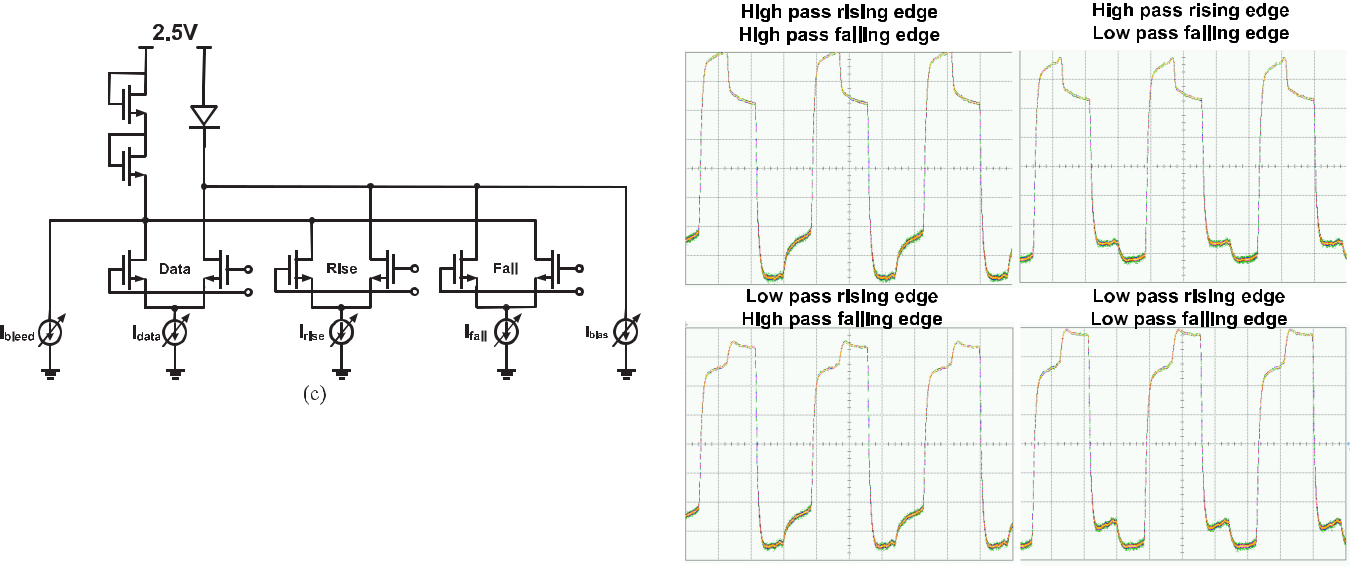 2.5V
Data
Rise
Fall
Ibleed
Idata
Irise
Ifall
Ibias
(c)
High pass rising edge
High pass falling edge
High pass rising edge
Low pass falling edge
Low pass rising edge
High pass falling edge
Low pass rising edge
Low pass falling edge